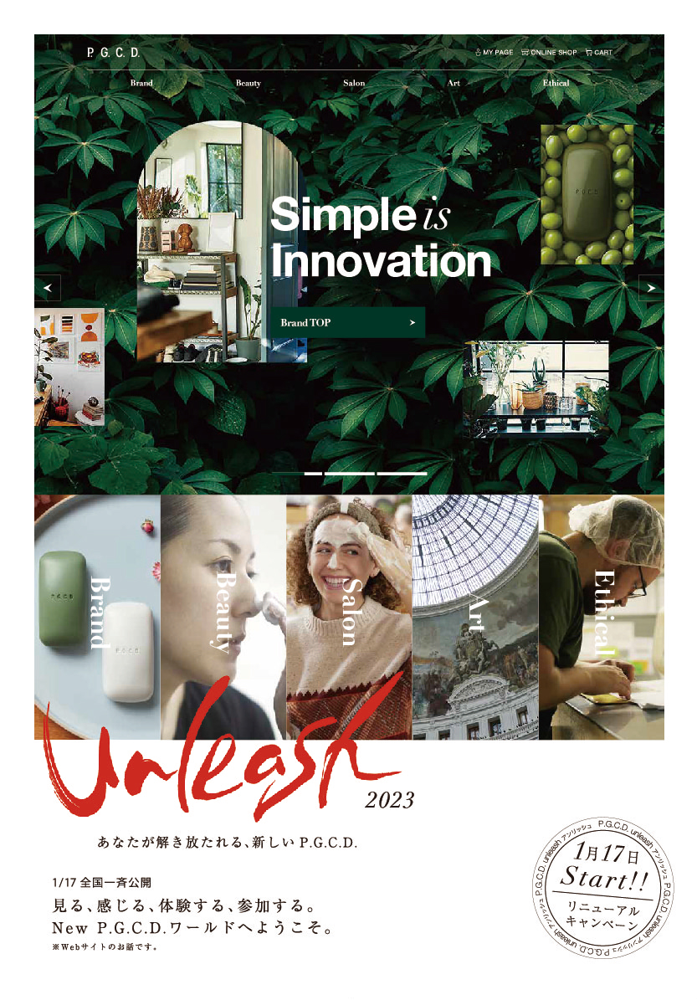 P. G. C. D.
MY PAGE ONLINE SHOP CART
Brand Beauty Salon Art Ethical
P.G.C.D.
Simple is
Innovation
Brand TOP
Brand
Beauty
Salon
Art
Ethical
P.G.C.D.
P.G.C.D.
Unleash
2023
あなたが解き放たれる、新しい P.G.C.D.
1/17 全国一斉公開
見る、感じる、体験する、参加する。
New P.G.C.D.ワールドへようこそ。
※Webサイトのお話です。
P.G.C.D. unleash アンリッシュ P.G.C.D. unleash アンリッシュ P.G.C.D. unleash アンリッシュ P.G.C.D. unleash アンリッシュ
1月17日
Start!!
リニューアル
キャンペーン